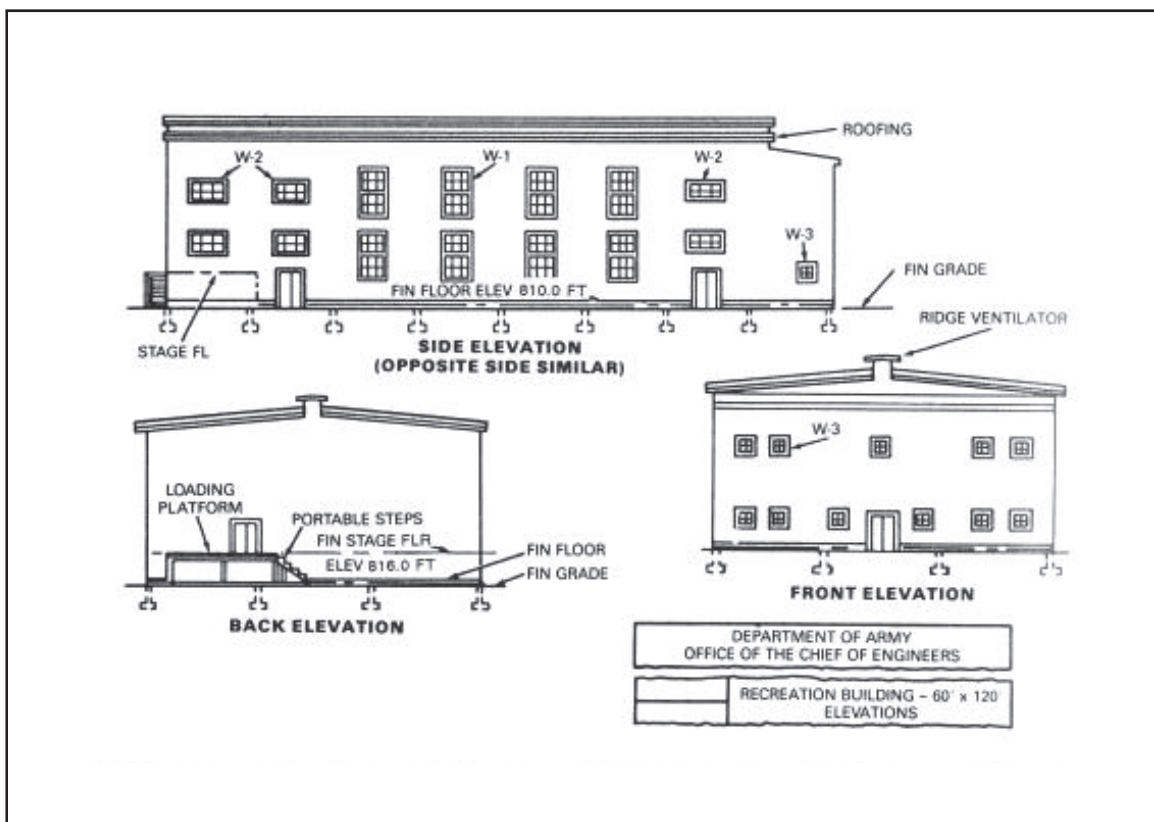 ROOFING
W-2
W-1
W-2
W-3
FIN GRADE
FIN FLOOR ELEV 810.0 FT
STAGE FL
SIDE ELEVATION
(OPPOSITE SIDE SIMILAR)
RIDGE VENTILATOR
W-3
LOADING
PLATFORM
PORTABLE STEPS
FIN STAGE FLR
ELEV 816.0 FT
FIN FLOOR
FIN GRADE
BACK ELEVATION
FRONT ELEVATION
DEPARTMENT OF ARMY
OFFICE OF THE CHIEF OF ENGINEERS
RECREATION BUILDING – 60' x 120'
ELEVATIONS